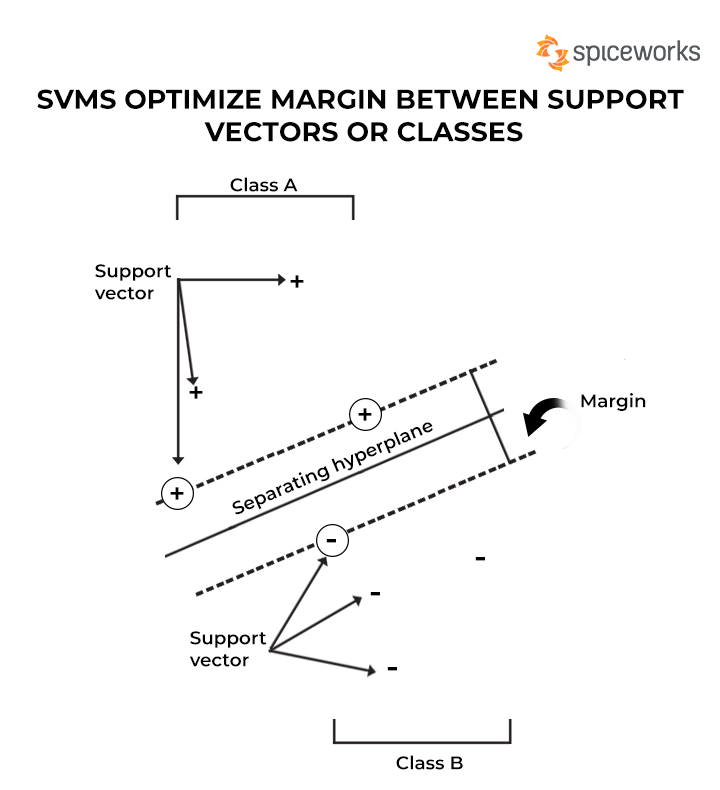 spiceworks
SVMS OPTIMIZE MARGIN BETWEEN SUPPORT
VECTORS OR CLASSES
Class A
Support
vector
+
+
+
+
Margin
Separating hyperplane
-
-
-
-
Support
vector
Class B